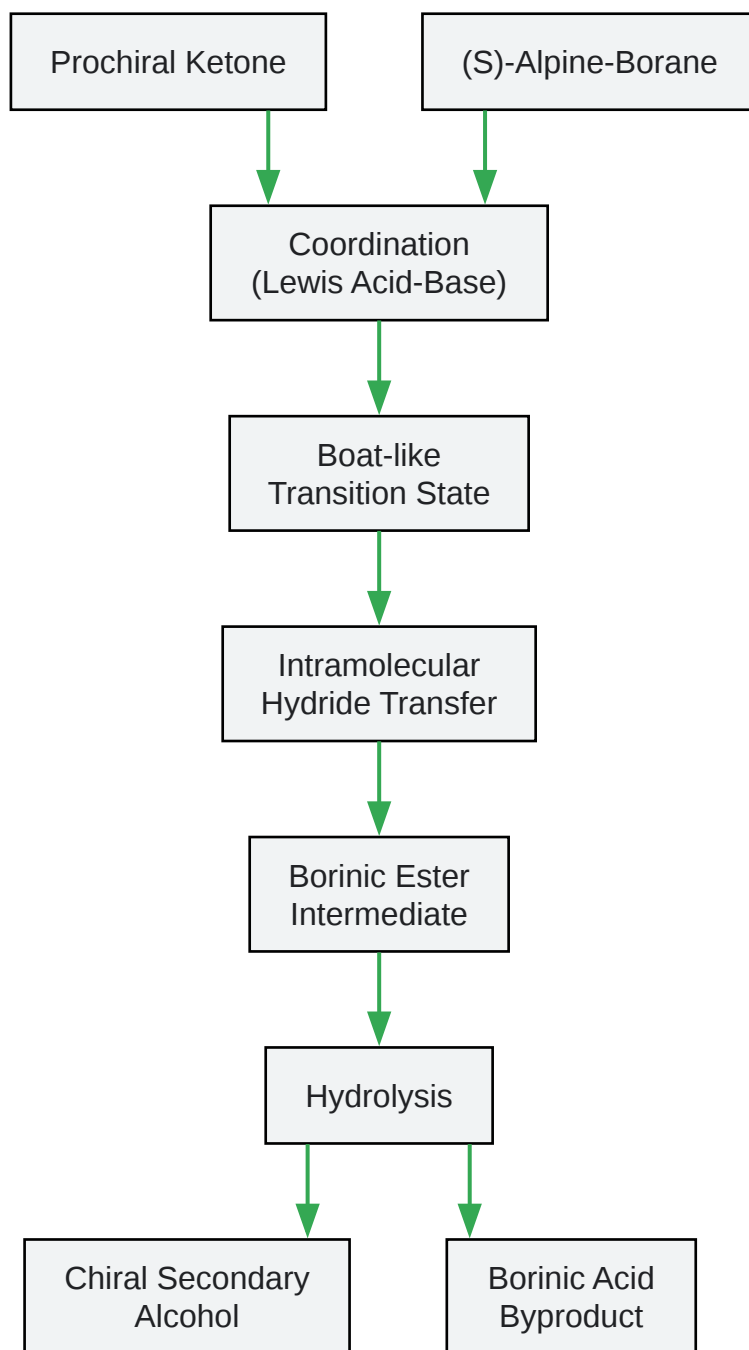 Prochiral Ketone
(S)-Alpine-Borane
Coordination
(Lewis Acid-Base)
Boat-like
Transition State
Intramolecular
Hydride Transfer
Borinic Ester
Intermediate
Hydrolysis
Chiral Secondary
Alcohol
Borinic Acid
Byproduct